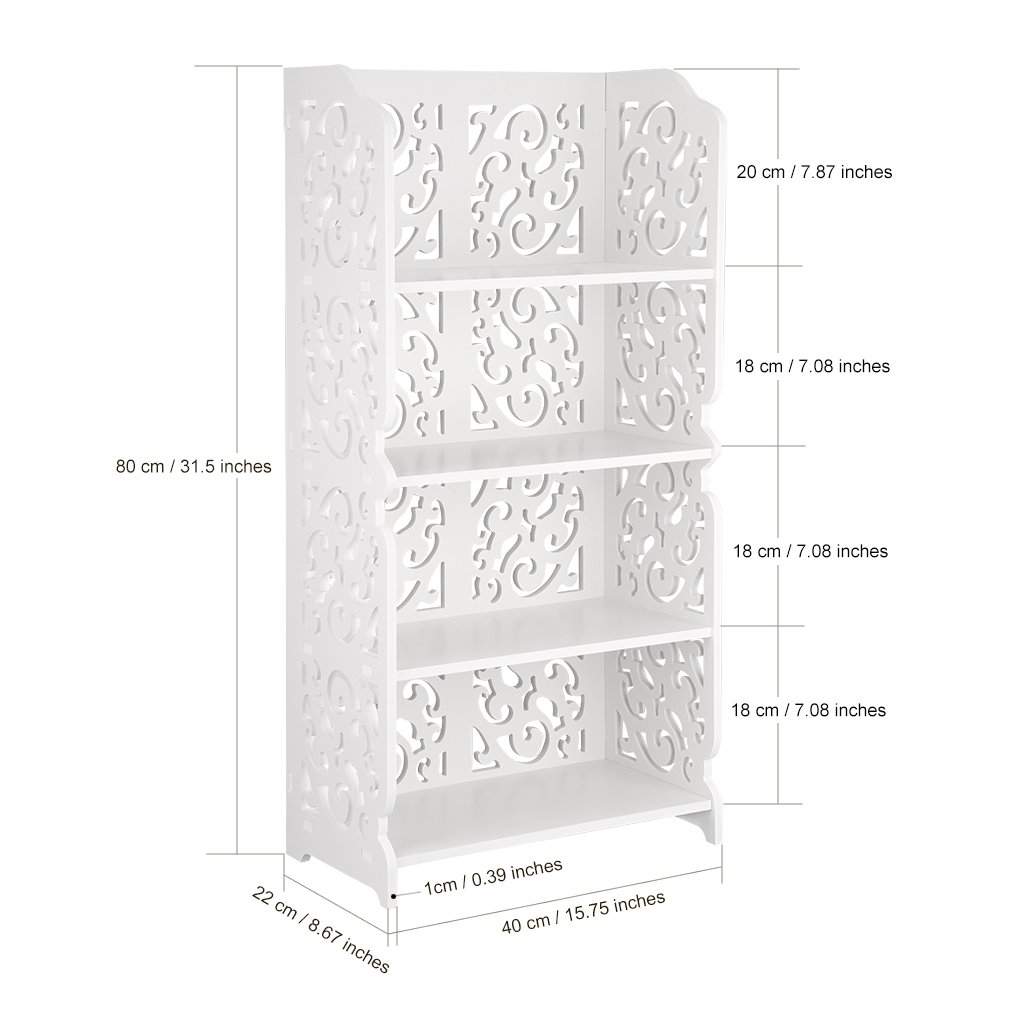 20 cm / 7.87 inches
18 cm / 7.08 inches
80 cm / 31.5 inches
18 cm / 7.08 inches
18 cm / 7.08 inches
1cm / 0.39 inches
22 cm / 8.67 inches
40 cm / 15.75 inches